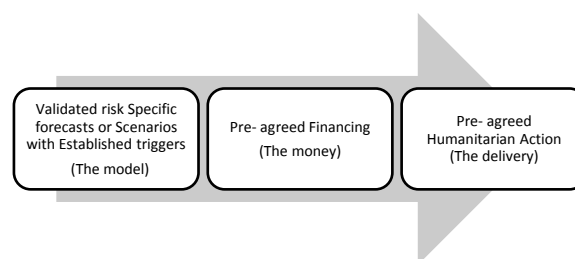 Validated risk Specific
forecasts or Scenarios
with Established triggers
(The model)
Pre- agreed Financing
(The money)
Pre- agreed
Humanitarian Action
(The delivery)